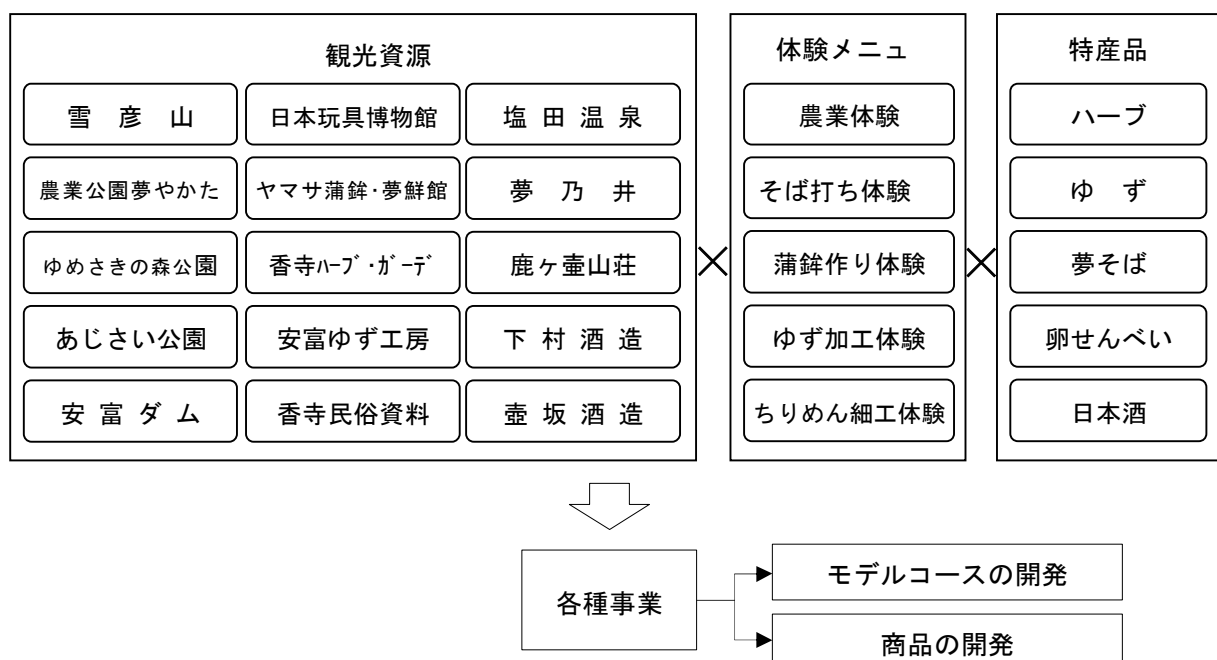 観光資源
雪彦山
日本玩具博物館
塩田温泉
農業公園夢やかた
ヤマサ蒲鉾・夢鮮館
夢乃井
ゆめさきの森公園
香寺ﾊｰﾌﾞ・ｶﾞｰﾃﾞ
鹿ヶ壷山荘
あじさい公園
安富ゆず工房
下村酒造
安富ダム
香寺民俗資料
壺坂酒造
×
体験メニュ
農業体験
そば打ち体験
蒲鉾作り体験
ゆず加工体験
ちりめん細工体験
×
特産品
ハーブ
ゆず
夢そば
卵せんべい
日本酒
各種事業
モデルコースの開発
商品の開発